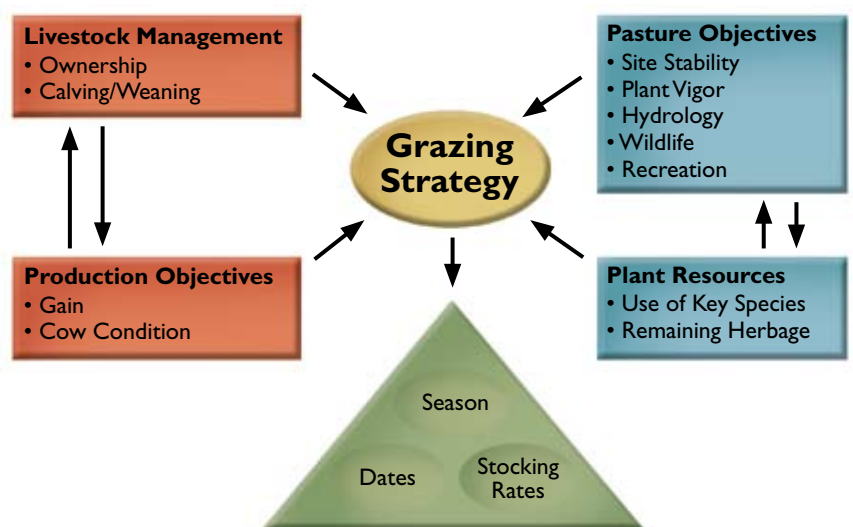 Livestock Management
• Ownership
• Calving/Weaning
Pasture Objectives
• Site Stability
• Plant Vigor
• Hydrology
• Wildlife
• Recreation
Grazing
Strategy
Production Objectives
• Gain
• Cow Condition
Plant Resources
• Use of Key Species
• Remaining Herbage
Season
Dates
Stocking
Rates